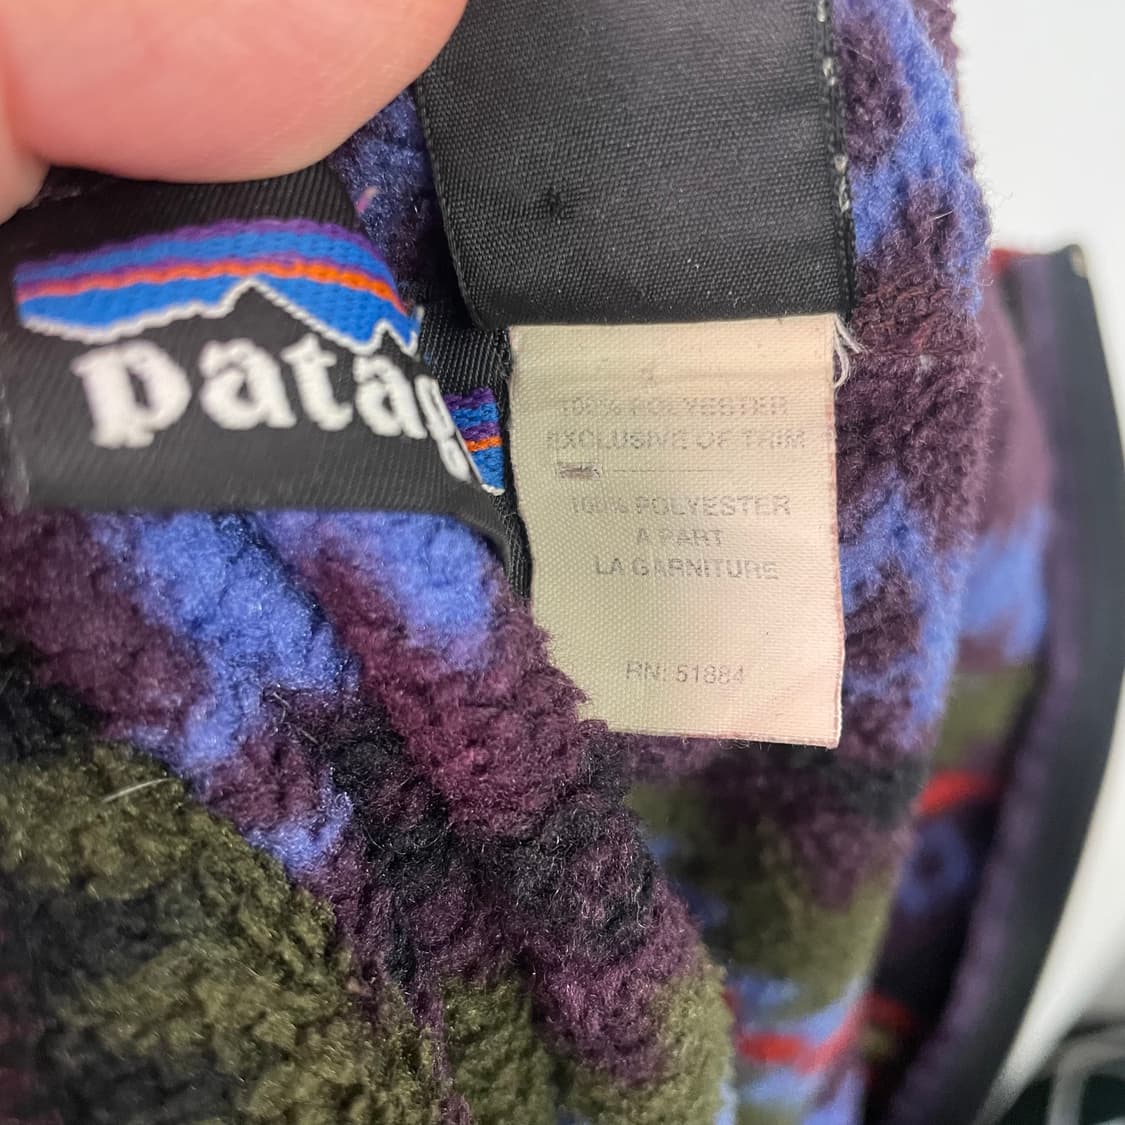 patag
100% POLYESTER
EXCLUSIVE OF TRIM
100% POLYESTER
A PART
LA GARNITURE
RN: 51884